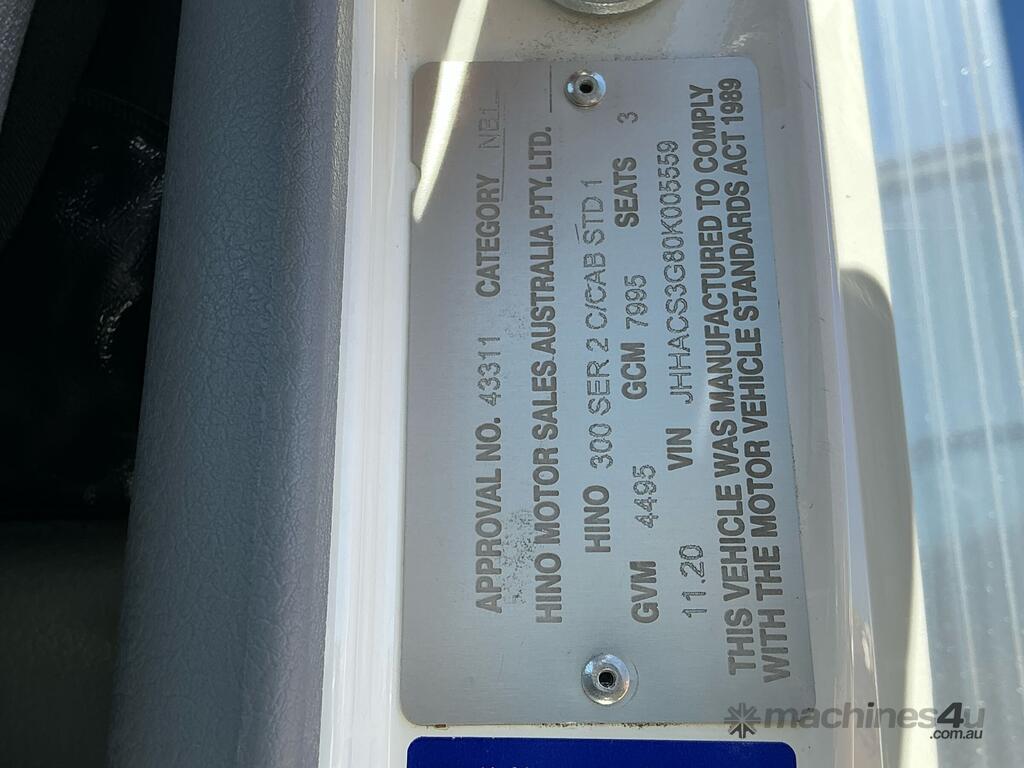 APPROVAL NO. 43311 CATEGORY NB1
HINO MOTOR SALES.AUSTRALIA PTY. LTD.
HINO 300 SER 2 C/CAB STD 1
GVM 4495 GCM 7995 SEATS 3
11.20 VIN JHHACS3G80K005559
THIS VEHICLE WAS MANUFACTURED TO COMPLY
WITH THE MOTOR VEHICLE STANDARDS ACT 1989
machines4u
.com.au